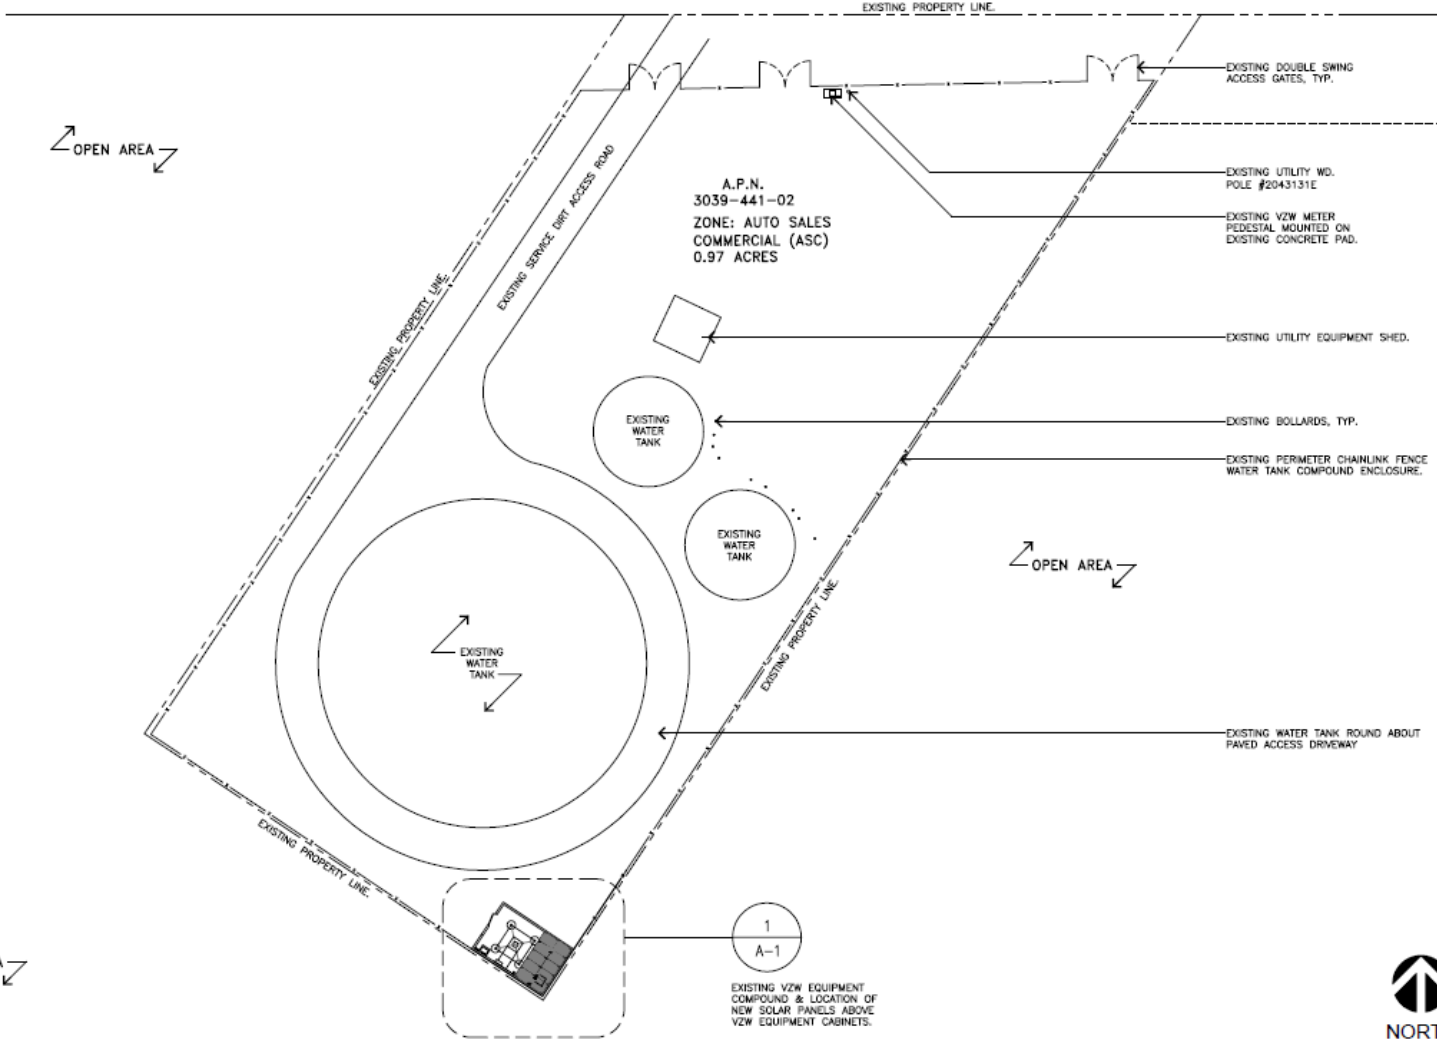 EXISTING PROPERTY LINE.
EXISTING DOUBLE SWING
ACCESS GATES, TYP.
OPEN AREA
EXISTING SERVICE DIRT ACCESS ROAD
A.P.N.
3039-441-02
ZONE: AUTO SALES
COMMERCIAL (ASC)
0.97 ACRES
EXISTING UTILITY WD.
POLE #2043131E
EXISTING VZW METER
PEDESTAL MOUNTED ON
EXISTING CONCRETE PAD.
EXISTING PROPERTY LINE.
EXISTING UTILITY EQUIPMENT SHED.
EXISTING
WATER
TANK
EXISTING BOLLARDS, TYP.
EXISTING PERIMETER CHAINLINK FENCE
WATER TANK COMPOUND ENCLOSURE.
EXISTING
WATER
TANK
OPEN AREA
EXISTING PROPERTY LINE.
EXISTING
WATER
TANK
EXISTING WATER TANK ROUND ABOUT
PAVED ACCESS DRIVEWAY
EXISTING PROPERTY LINE.
1
A-1
EXISTING VZW EQUIPMENT
COMPOUND & LOCATION OF
NEW SOLAR PANELS ABOVE
VZW EQUIPMENT CABINETS.
NORT